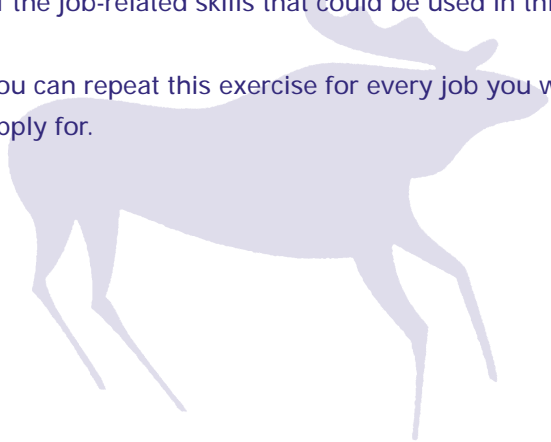 the job-related skills that could be used in
ou can repeat this exercise for every job you
pply for.